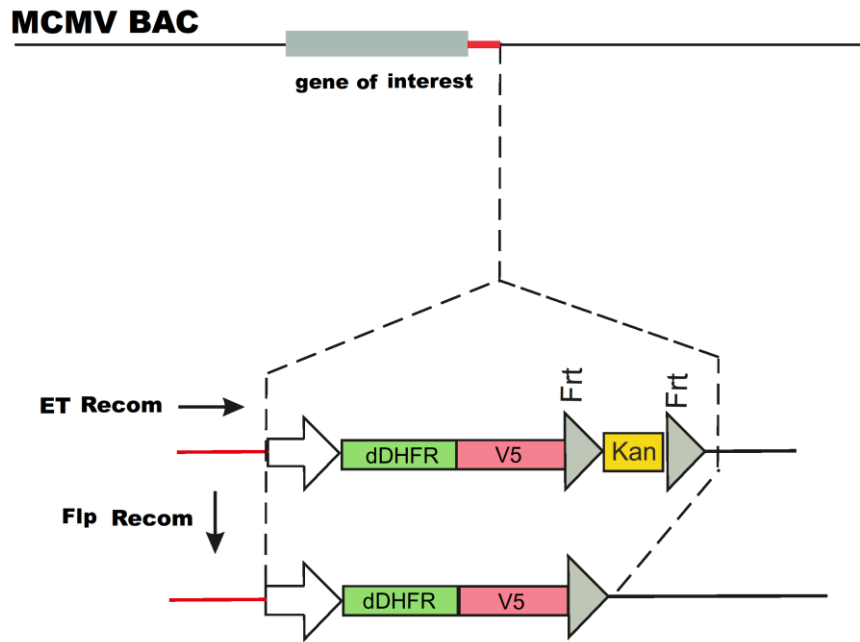 MCMV BAC
gene of interest
Frt
Frt
ET Recom
dDHFR
V5
Kan
Flp Recom
dDHFR
V5